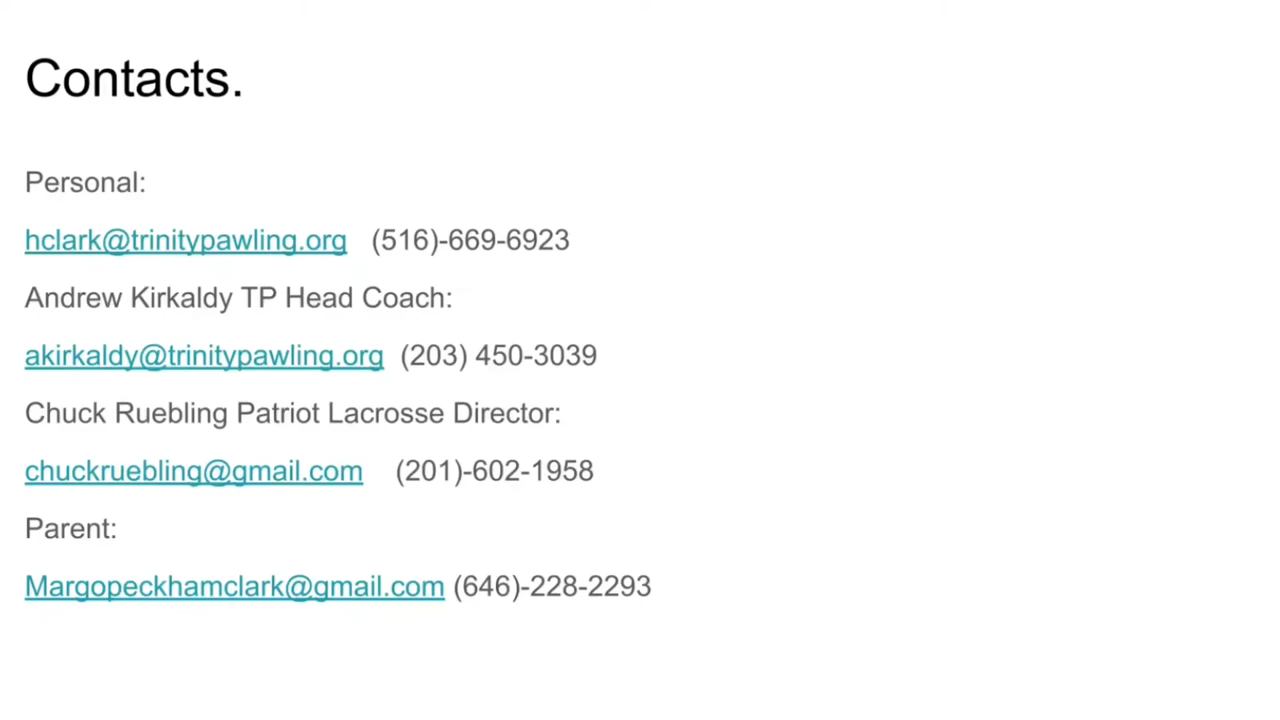 Contacts.
Personal:
hclark@trinitypawling.org (516)-669-6923
Andrew Kirkaldy TP Head Coach:
akirkaldy@trinitypawling.org (203) 450-3039
Chuck Ruebling Patriot Lacrosse Director:
chuckruebling@gmail.com (201)-602-1958
Parent:
Margopeckhamclark@gmail.com (646)-228-2293